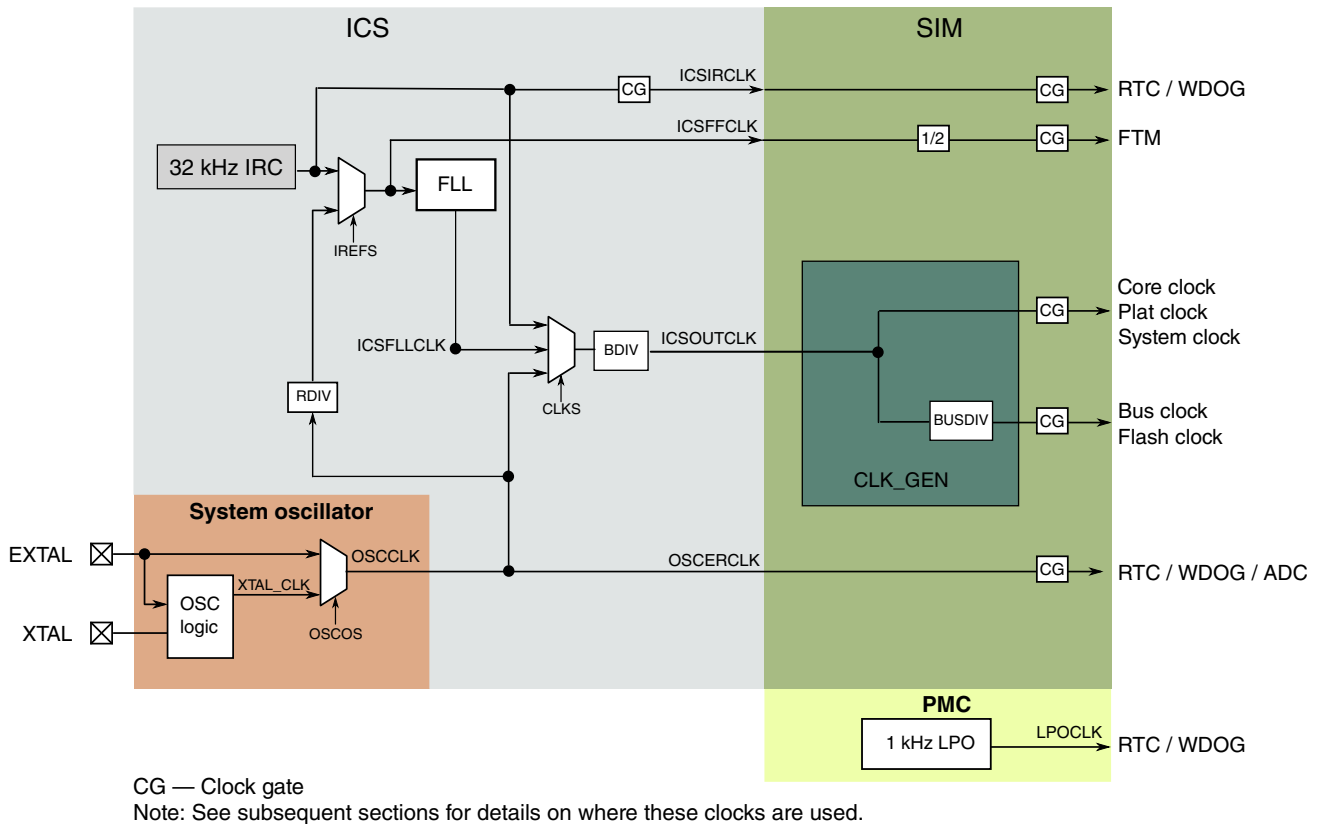 ICS
SIM
ICSIRCLK
CG
CG
RTC / WDOG
ICSFFCLK
1/2
CG
FTM
32 kHz IRC
FLL
IREFS
Core clock
Plat clock
System clock
CG
ICSFLLCLK
BDIV
ICSOUTCLK
RDIV
CLKS
BUSDIV
CG
Bus clock
Flash clock
CLK_GEN
System oscillator
EXTAL
OSCCLK
OSCERCLK
CG
RTC / WDOG / ADC
XTAL_CLK
OSC
logic
XTAL
OSCOS
PMC
1 kHz LPO
LPOCLK
RTC / WDOG
CG — Clock gate
Note: See subsequent sections for details on where these clocks are used.